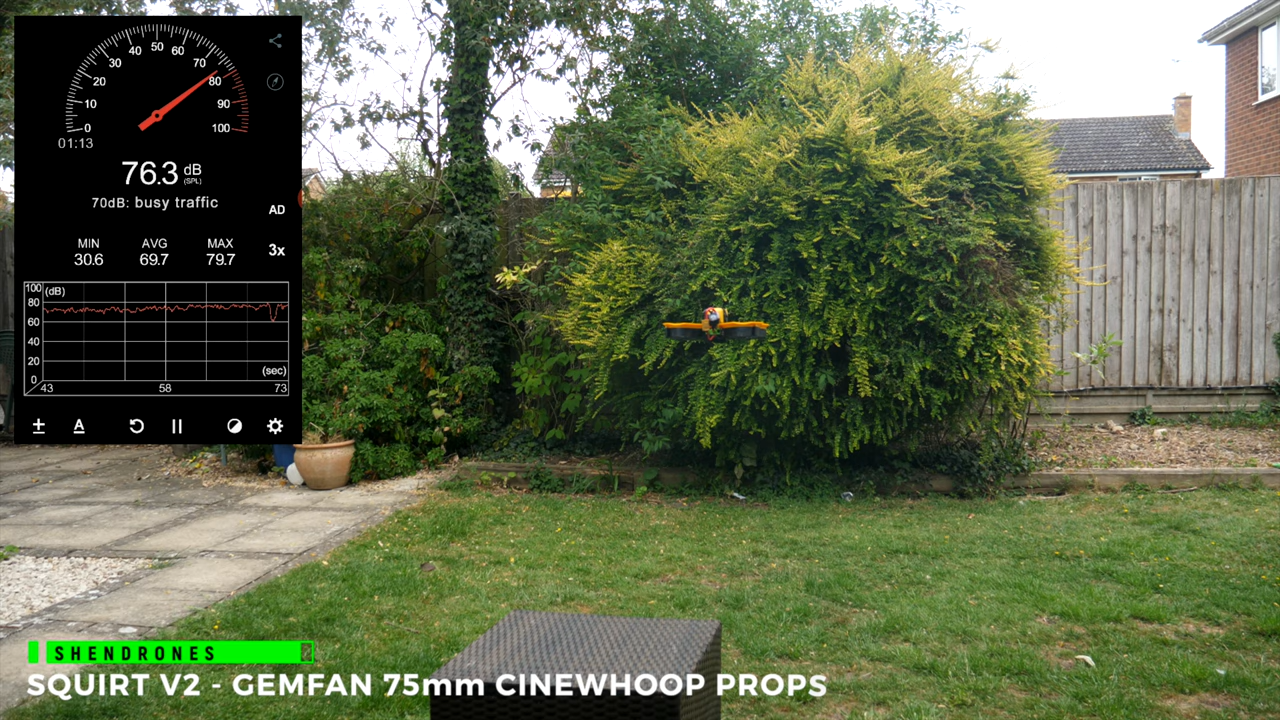 50
40
60
30
70
20
80
10
90
0
100
01:13
76.3 dB
(SPL)
70dB: busy traffic
AD
MIN AVG MAX
30.6 69.7 79.7
3x
100 (dB)
80
60
40
20
0 (sec)
43 58 73
A
SHENDRONES
SQUIRT V2 - GEMFAN 75mm CINEWHOOP PROPS